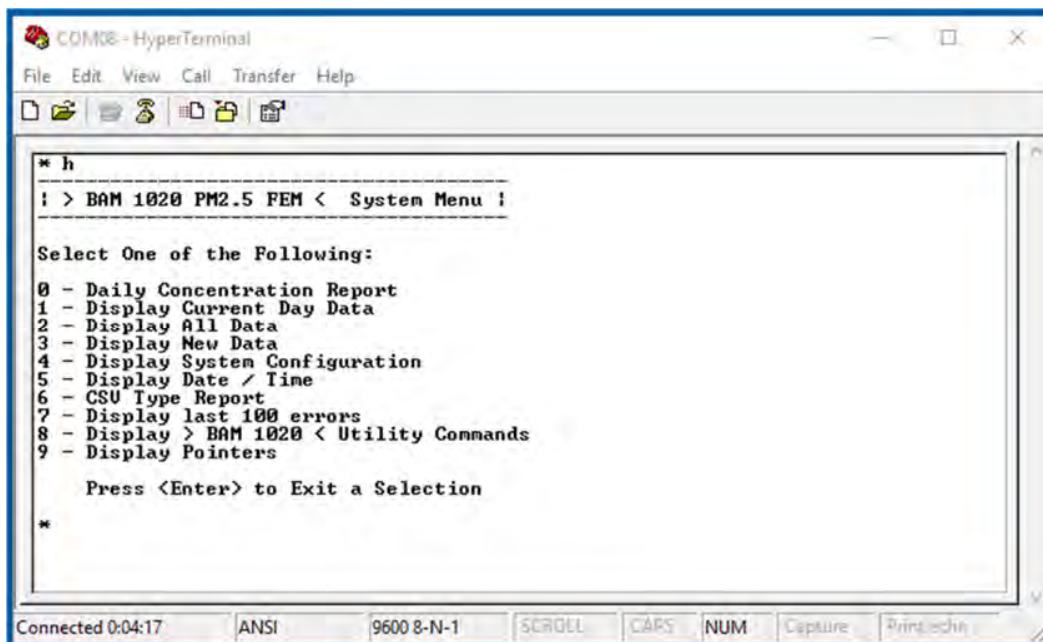 COM08 - HyperTerminal
File Edit View Call Transfer Help
* h
! > BAM 1020 PM2.5 FEM < System Menu !
Select One of the Following:
0 - Daily Concentration Report
1 - Display Current Day Data
2 - Display All Data
3 - Display New Data
4 - Display System Configuration
5 - Display Date / Time
6 - CSV Type Report
7 - Display last 100 errors
8 - Display > BAM 1020 < Utility Commands
9 - Display Pointers
Press <Enter> to Exit a Selection
*
Connected 0:04:17 ANSI 9600 8-N-1 SCROLL CAPS NUM Capture Print echo